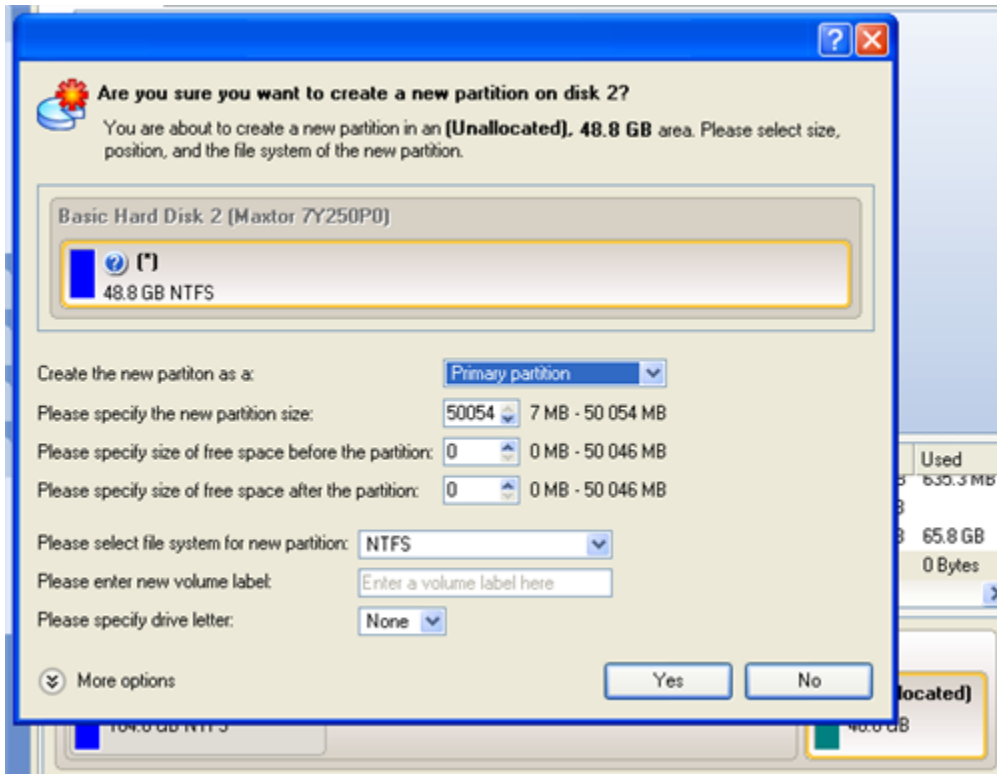 Are you sure you want to create a new partition on disk 2?
You are about to create a new partition in an (Unallocated), 48.8 GB area. Please select size,
position, and the file system of the new partition.
Basic Hard Disk 2 (Maxtor 7Y250P0)
(*)
48.8 GB NTFS
Create the new partiton as a: Primary partition
Please specify the new partition size: 50054 7 MB - 50 054 MB
Please specify size of free space before the partition: 0 0 MB - 50 046 MB
Please specify size of free space after the partition: 0 0 MB - 50 046 MB
Please select file system for new partition: NTFS
Please enter new volume label: Enter a volume label here
Please specify drive letter: None
More options
Yes No
Used
635.3 MB
65.8 GB
0 Bytes
located)